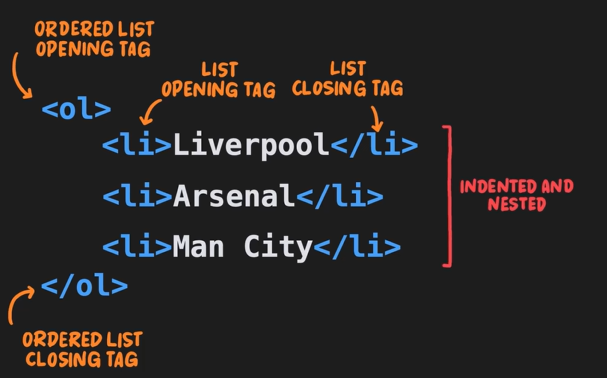 ORDERED LIST
OPENING TAG
LIST
OPENING TAG
LIST
CLOSING TAG
<ol>
<li>Liverpool</li>
<li>Arsenal</li>
<li>Man City</li>
INDENTED AND
NESTED
</ol>
ORDERED LIST
CLOSING TAG